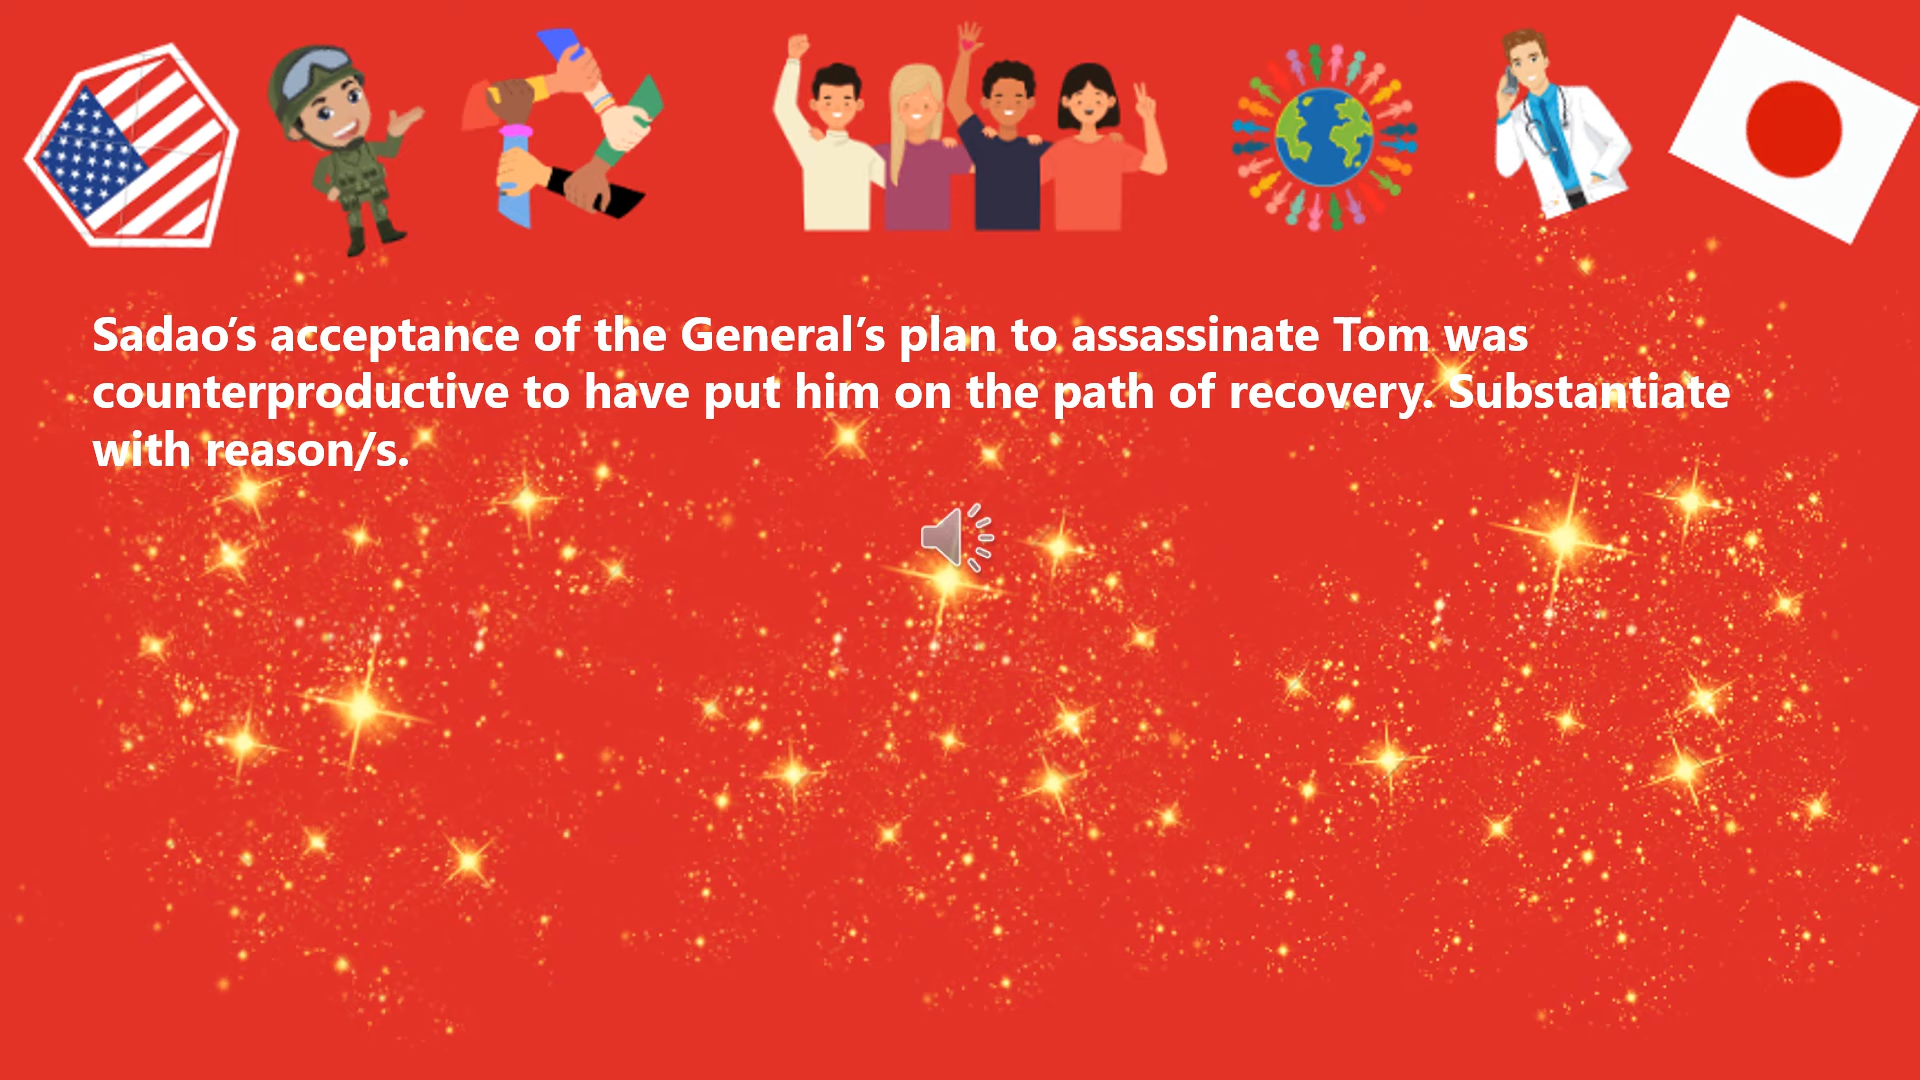 Sadao’s acceptance of the General’s plan to assassinate Tom was
counterproductive to have put him on the path of recovery. Substantiate
with reason/s.